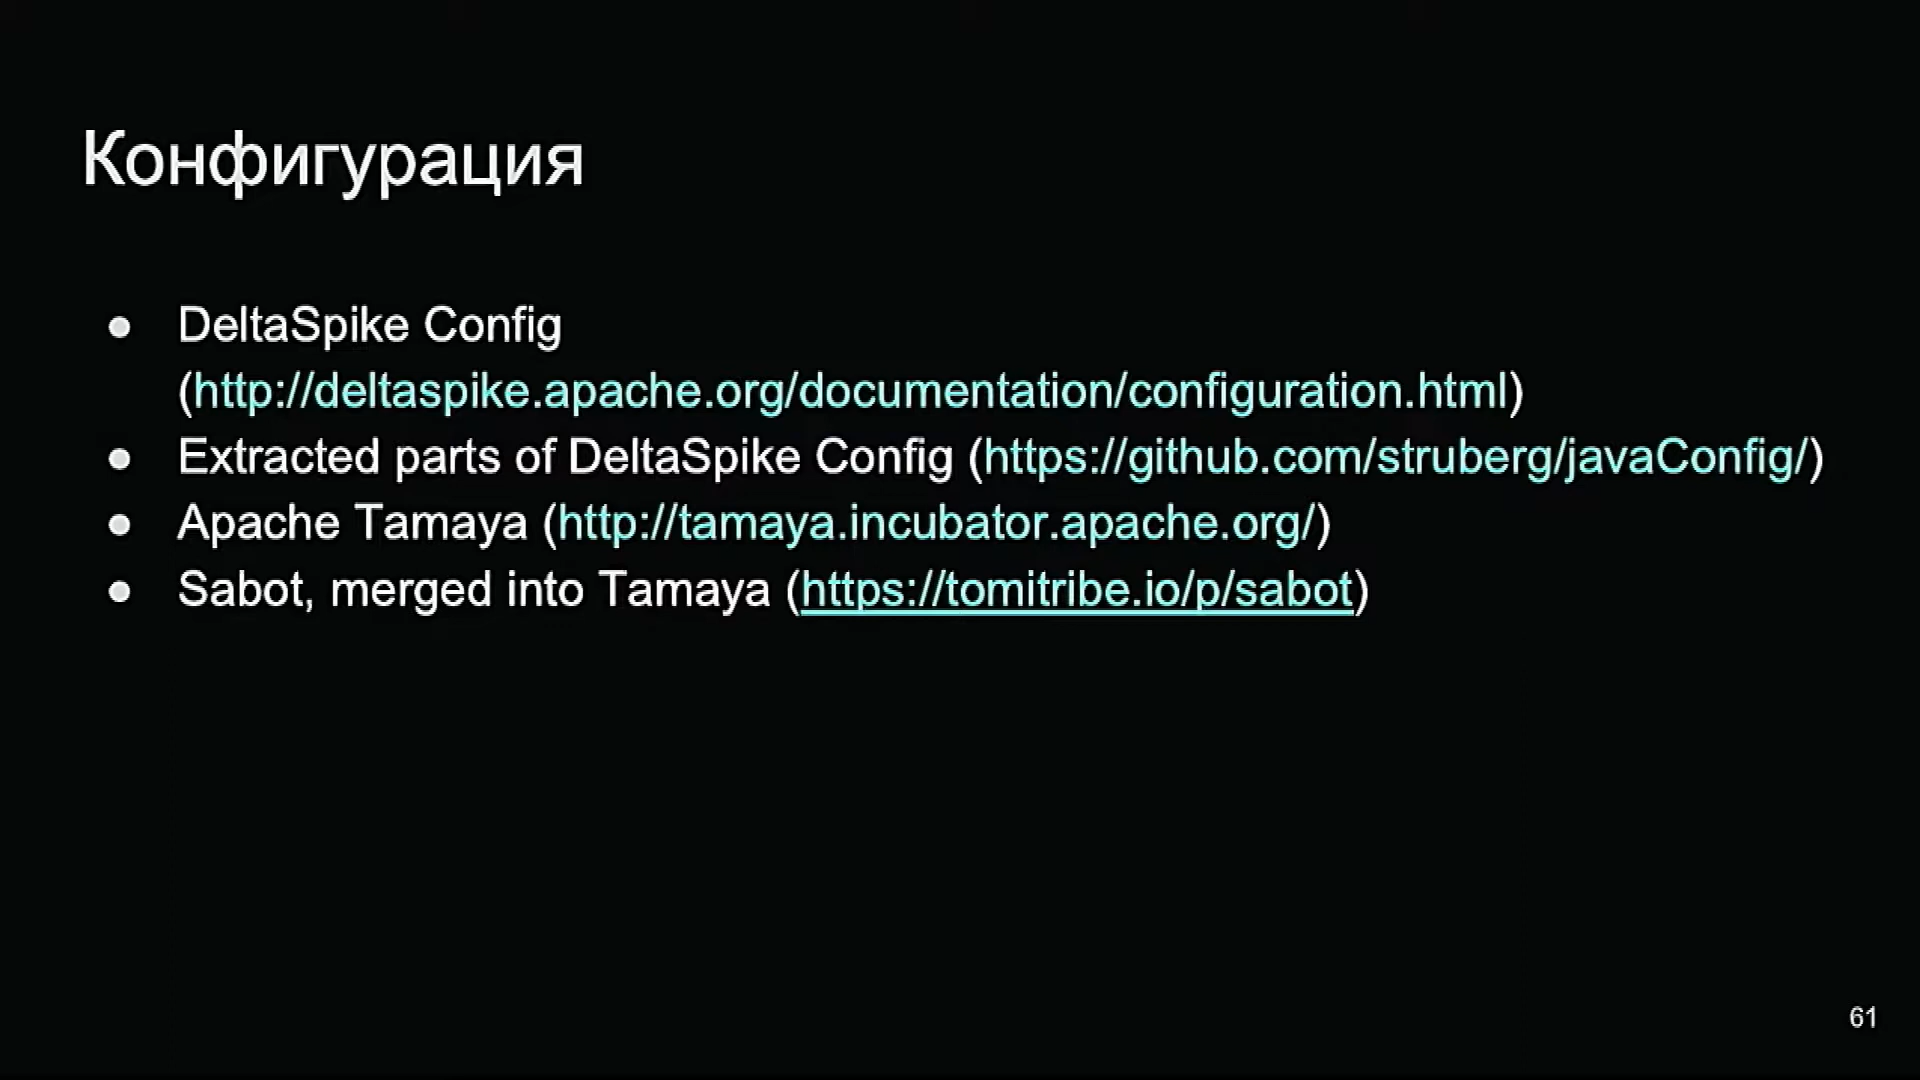 Конфигурация
● DeltaSpike Config
(http://deltaspike.apache.org/documentation/configuration.html)
● Extracted parts of DeltaSpike Config (https://github.com/struberg/javaConfig/)
● Apache Tamaya (http://tamaya.incubator.apache.org/)
● Sabot, merged into Tamaya (https://tomitribe.io/p/sabot)
61